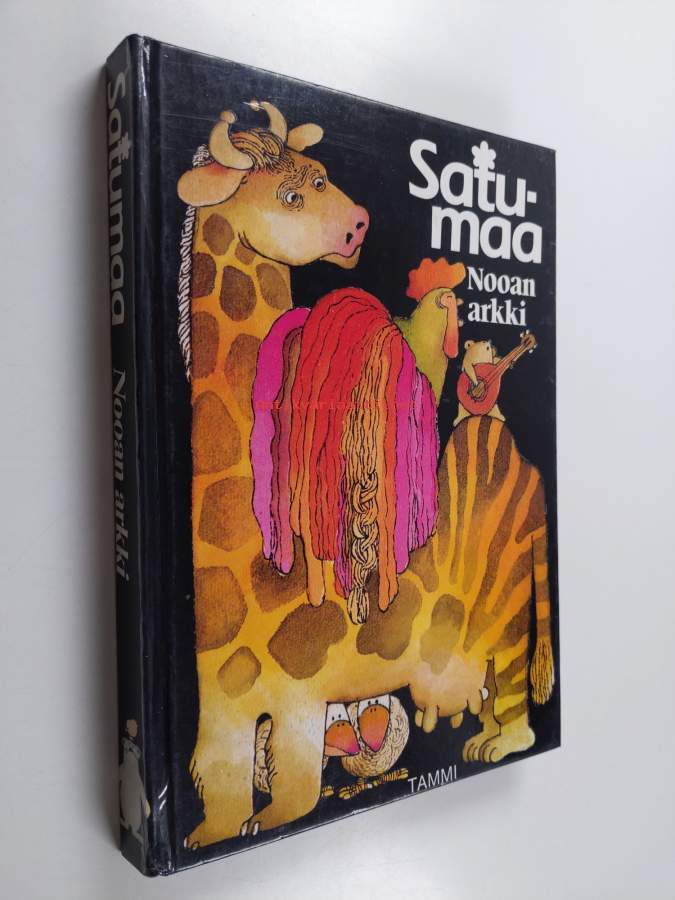 Satu-
maa
Nooan
arkki
TAMMI
Satumaa Nooan arkki